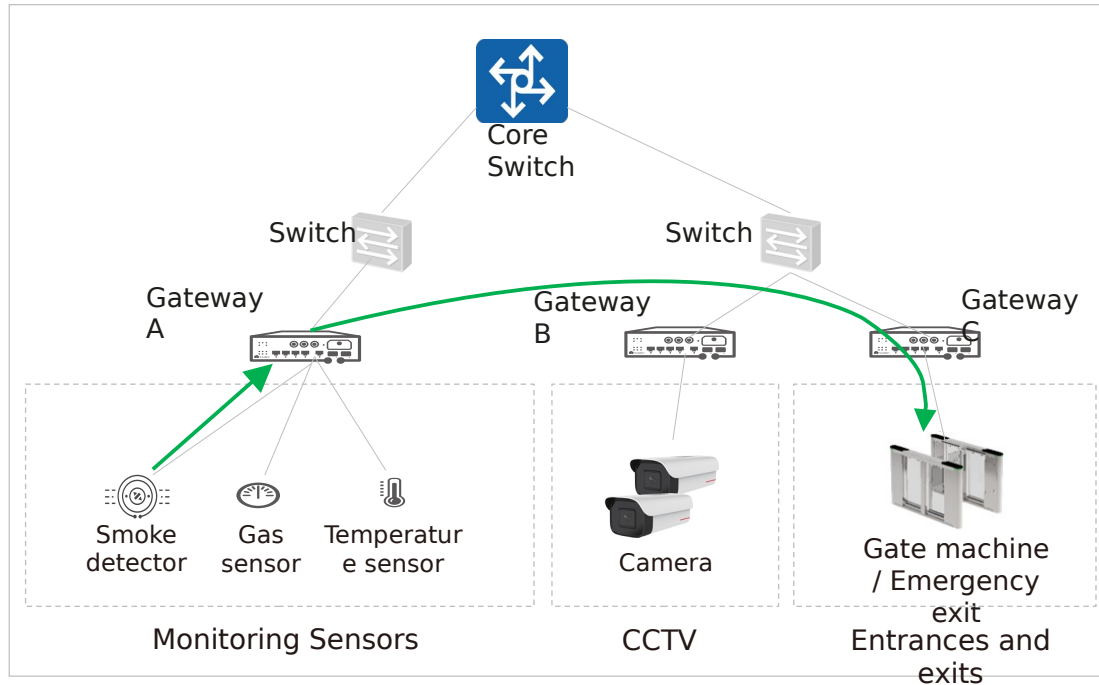 Core
Switch
Switch
Switch
Gateway
A
Gateway
B
Gateway
C
Smoke
detector
Gas
sensor
Temperatur
e sensor
Camera
Gate machine
/ Emergency
exit
Monitoring Sensors
CCTV
Entrances and
exits